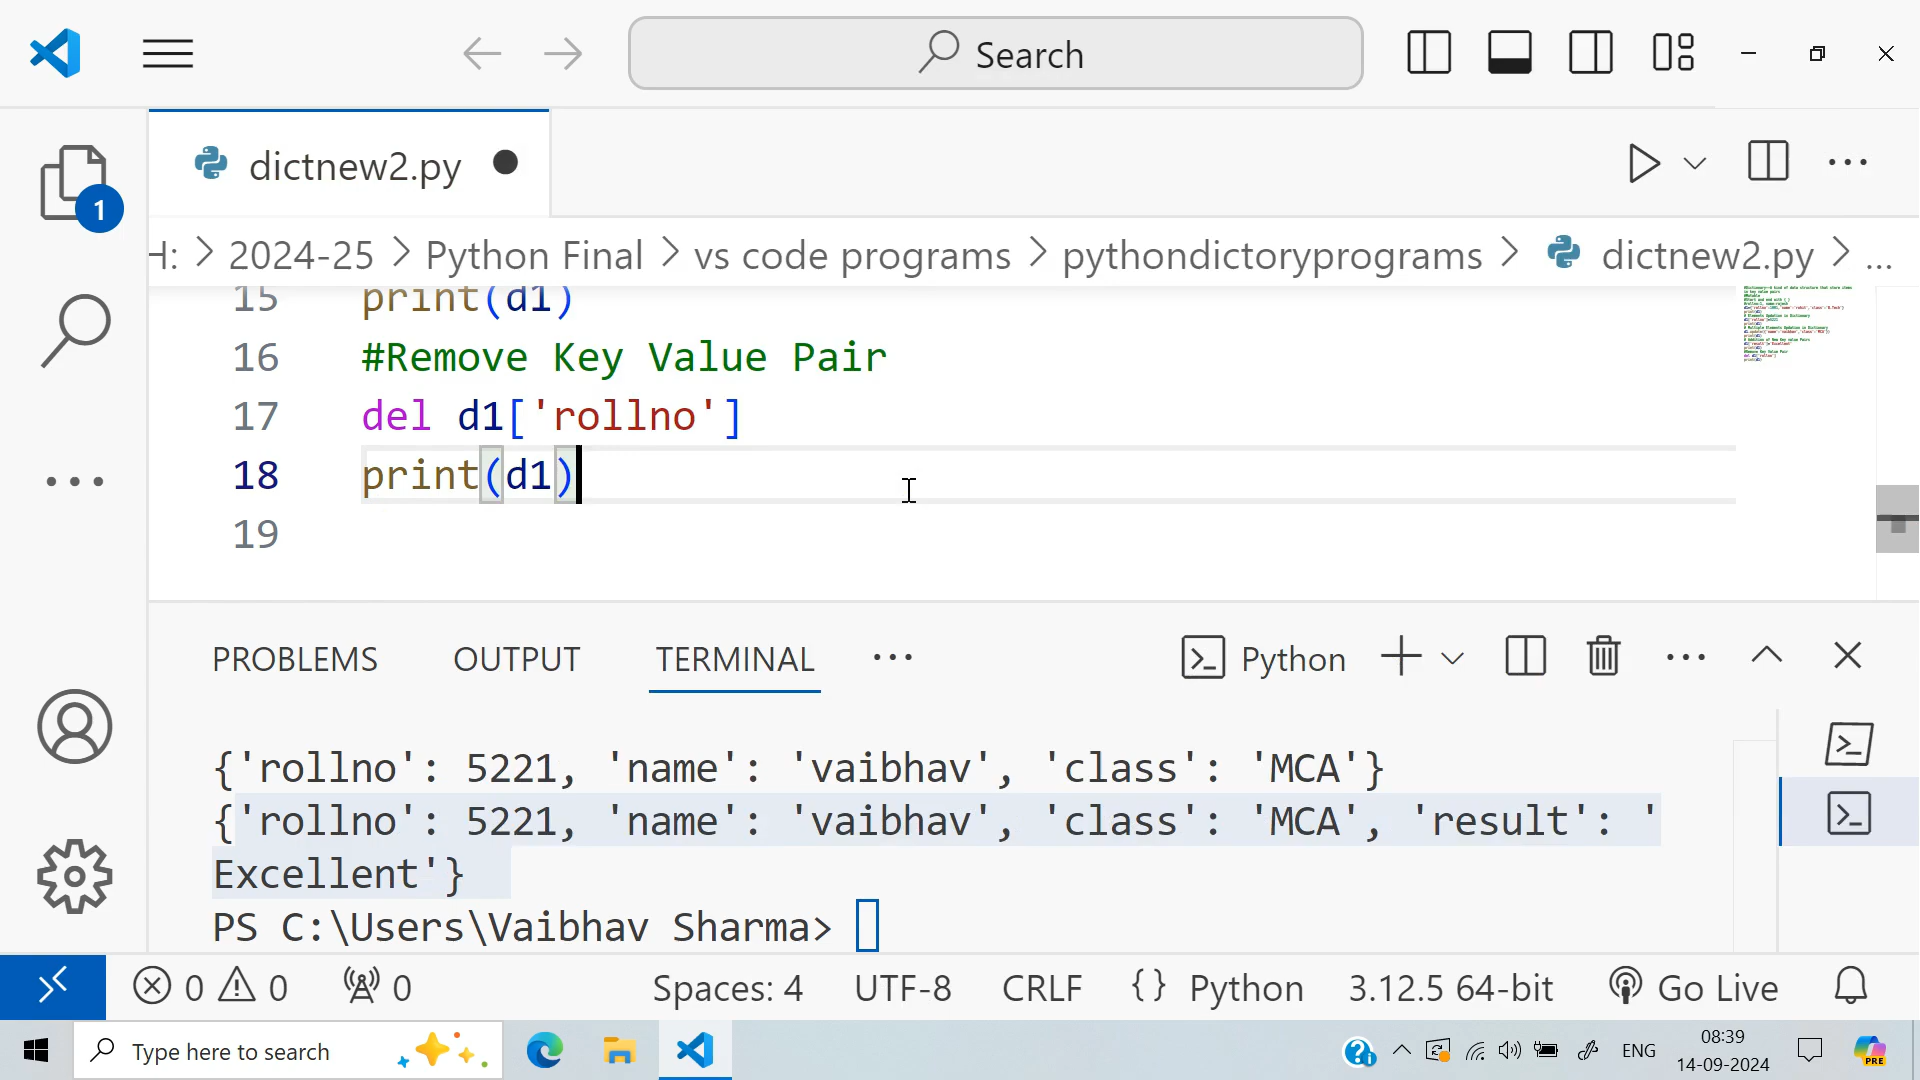 Search
dictnew2.py
1
H: > 2024-25 > Python Final > vs code programs > pythondictoryprograms > dictnew2.py > ...
15 print(d1)
16 #Remove Key Value Pair
17 del d1['rollno']
18 print(d1)
19
PROBLEMS OUTPUT TERMINAL ... Python
{'rollno': 5221, 'name': 'vaibhav', 'class': 'MCA'}
{'rollno': 5221, 'name': 'vaibhav', 'class': 'MCA', 'result': '
Excellent'}
PS C:\Users\Vaibhav Sharma>
0 0 0 Spaces: 4 UTF-8 CRLF {} Python 3.12.5 64-bit Go Live
Type here to search
ENG
08:39
14-09-2024
PRE